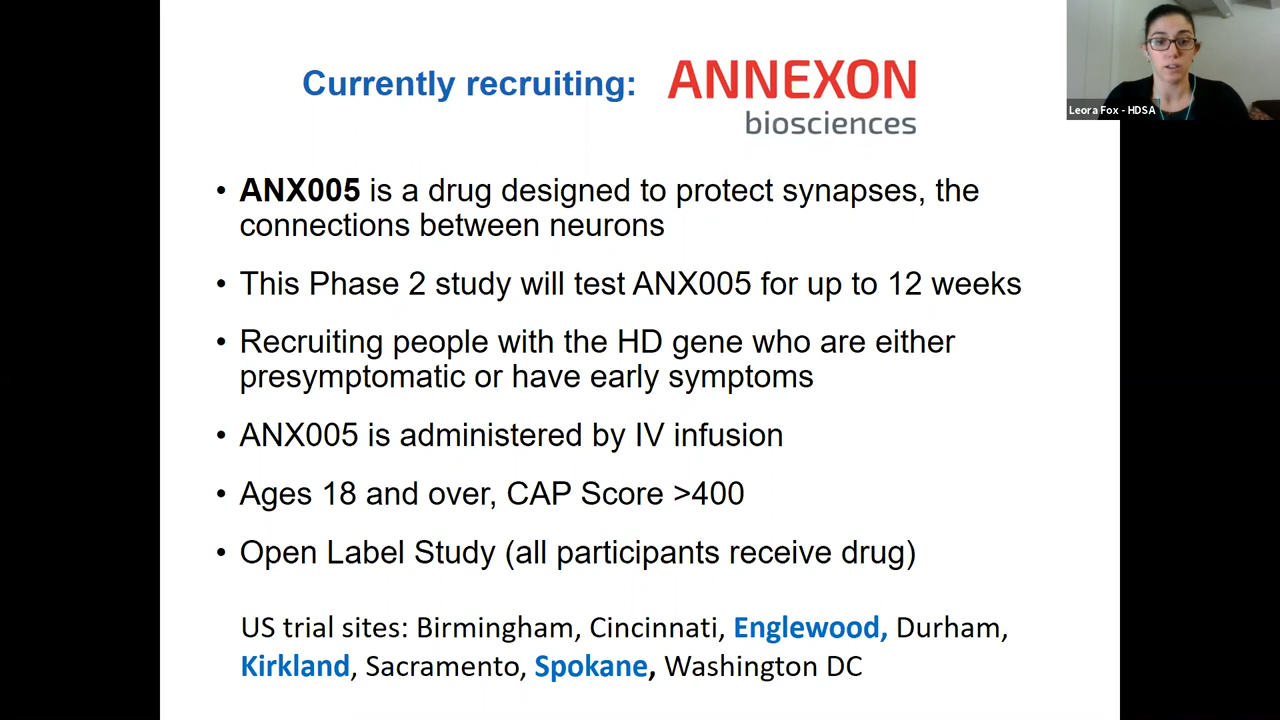 Currently recruiting:
ANNEXON
biosciences
Leora Fox - HDSA
• ANX005 is a drug designed to protect synapses, the
connections between neurons
• This Phase 2 study will test ANX005 for up to 12 weeks
• Recruiting people with the HD gene who are either
presymptomatic or have early symptoms
• ANX005 is administered by IV infusion
• Ages 18 and over, CAP Score >400
• Open Label Study (all participants receive drug)
US trial sites: Birmingham, Cincinnati, Englewood, Durham,
Kirkland, Sacramento, Spokane, Washington DC